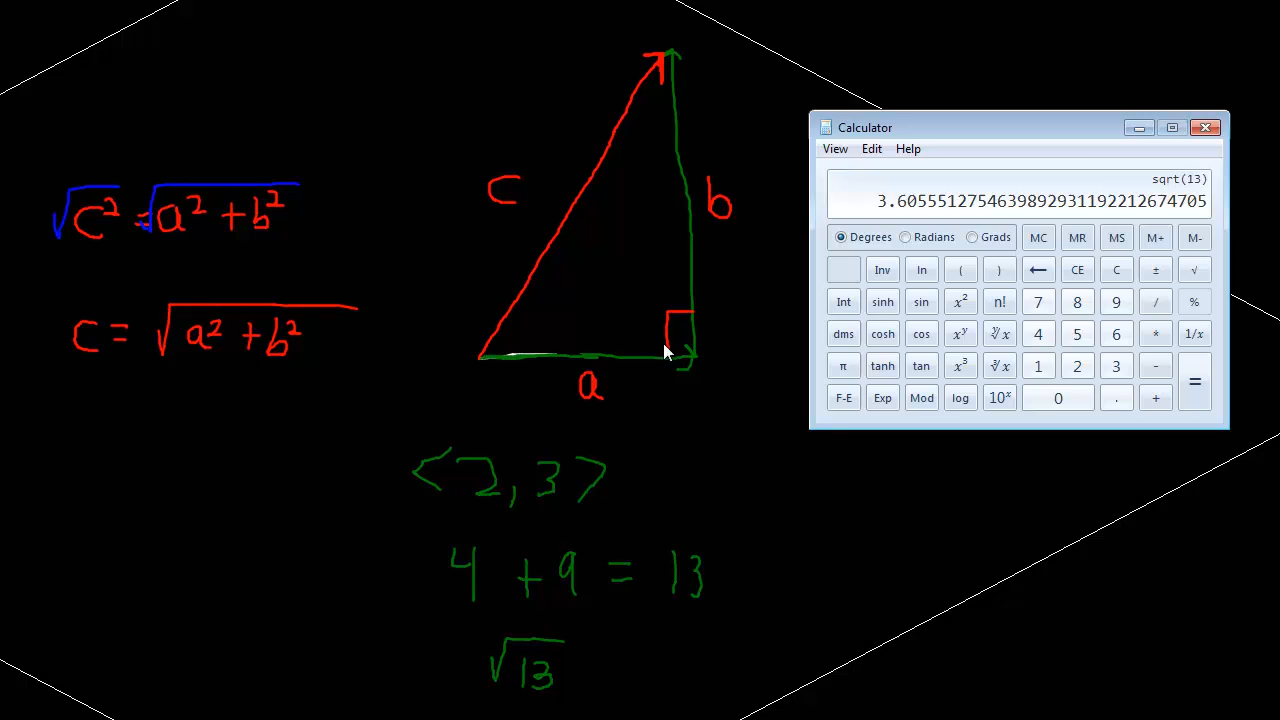 √c² = √a² + b²
c = √a² + b²
c
b
a
<2, 3>
4 + 9 = 13
√13
Calculator
View Edit Help
sqrt(13)
3.6055512754639892931192212674705
Degrees Radians Grads MC MR MS M+ M-
Inv ln ( ) ← CE C ± √
Int sinh sin x² n! 7 8 9 / %
dms cosh cos xʸ ʸ√x 4 5 6 * 1/x
π tanh tan x³ ³√x 1 2 3 - =
F-E Exp Mod log 10ˣ 0 . +